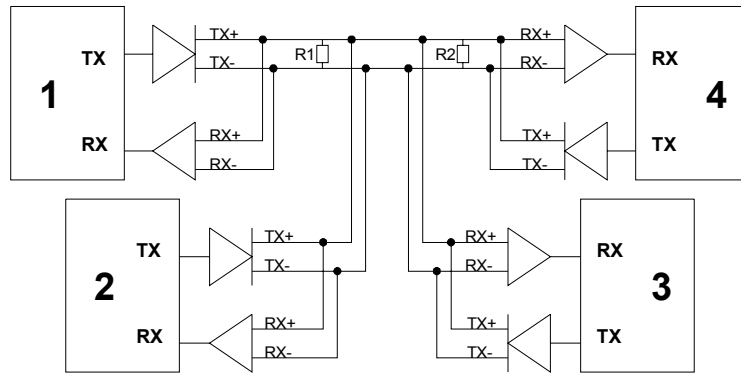 1
TX
RX
TX+
TX-
RX+
RX-
R1
R2
RX+
RX-
TX+
TX-
4
RX
TX
2
TX
RX
TX+
TX-
RX+
RX-
RX+
RX-
TX+
TX-
3
RX
TX